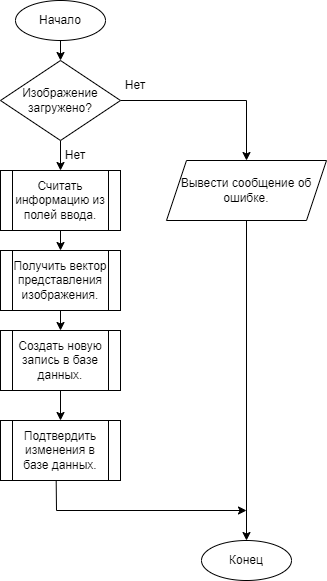 Начало
Нет
Изображение
загружено?
Нет
Считать
информацию из
полей ввода.
Вывести сообщение об
ошибке.
Получить вектор
представления
изображения.
Создать новую
запись в базе
данных.
Подтвердить
изменения в
базе данных.
Конец